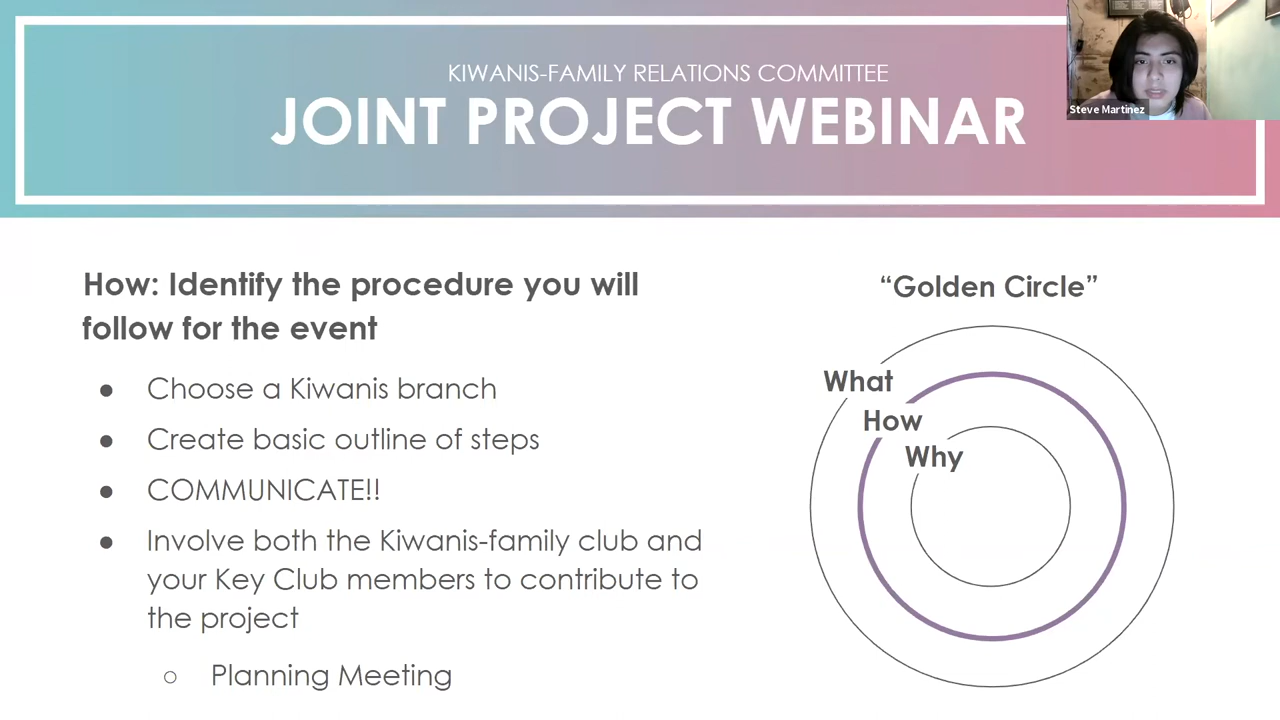 KIWANIS-FAMILY RELATIONS COMMITTEE
JOINT PROJECT WEBINAR
Steve Martinez
How: Identify the procedure you will
follow for the event
● Choose a Kiwanis branch
● Create basic outline of steps
● COMMUNICATE!!
● Involve both the Kiwanis-family club and
your Key Club members to contribute to
the project
○ Planning Meeting
“Golden Circle”
What
How
Why